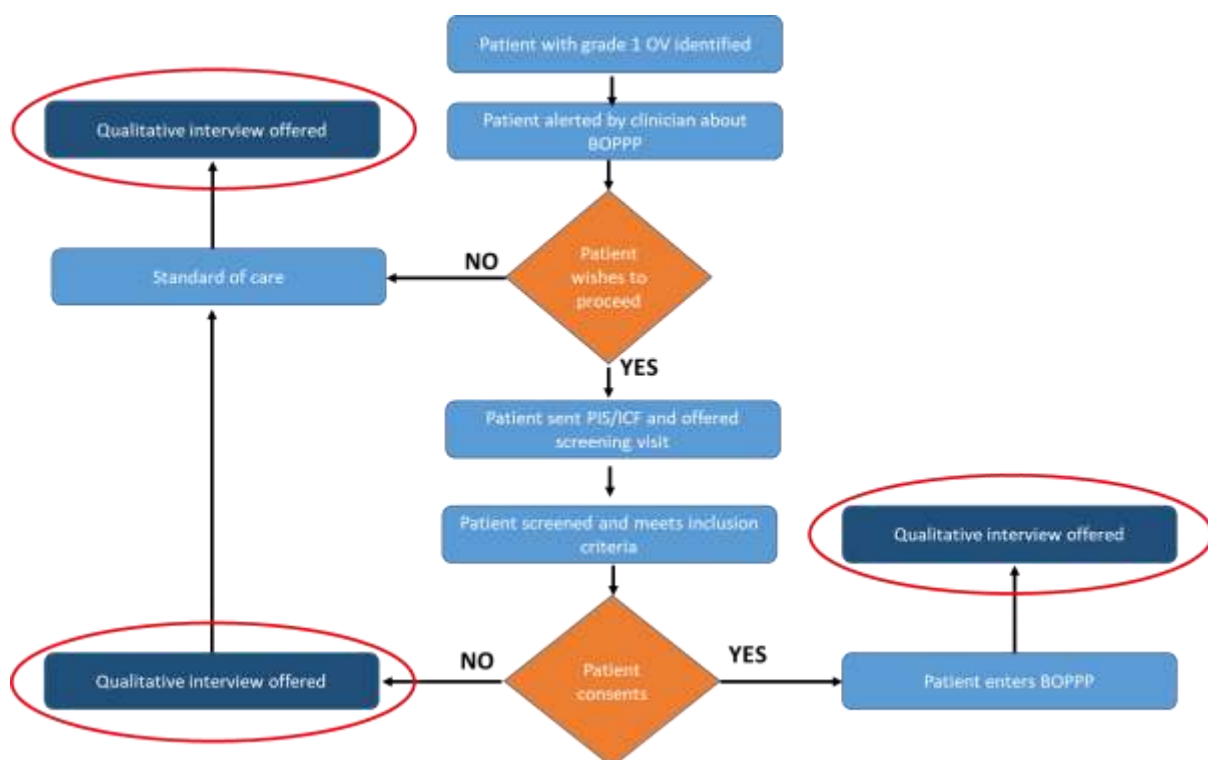 Patient with grade 1 OV identified
Patient alerted by clinician about
BOPPP
Qualitative interview offered
Patient
wishes to
proceed
NO
Standard of care
YES
Patient sent PIS/ICF and offered
screening visit
Patient screened and meets inclusion
criteria
Qualitative interview offered
Patient
consents
NO
YES
Qualitative interview offered
Patient enters BOPPP